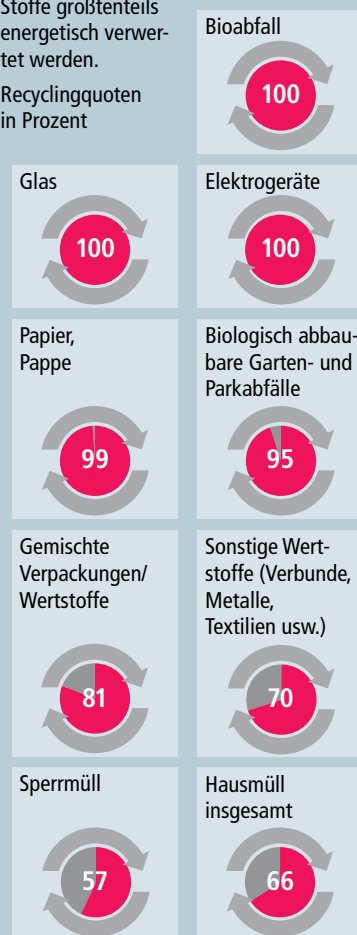 Stoffe größtenteils
energetisch verwer-
tet werden.
Recyclingquoten
in Prozent
Bioabfall
100
Glas
100
Elektrogeräte
100
Papier,
Pappe
99
Biologisch abbau-
bare Garten- und
Parkabfälle
95
Gemischte
Verpackungen/
Wertstoffe
81
Sonstige Wert-
stoffe (Verbunde,
Metalle,
Textilien usw.)
70
Sperrmüll
57
Hausmüll
insgesamt
66